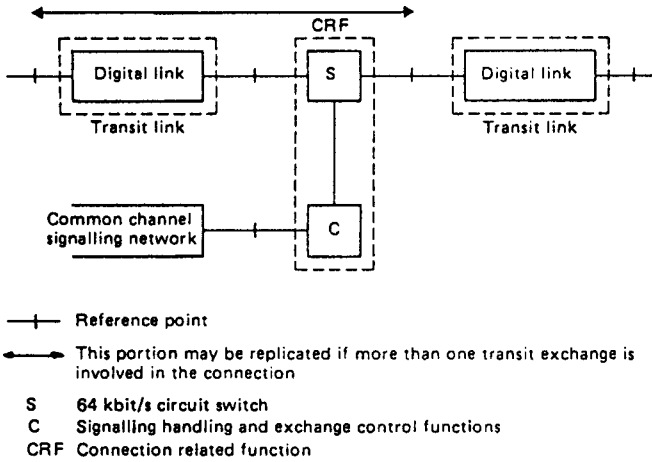 CRF
Digital link
S
Digital link
Transit link
Transit link
Common channel
signalling network
C
Reference point
This portion may be replicated if more than one transit exchange is
involved in the connection
S 64 kbit/s circuit switch
C Signalling handling and exchange control functions
CRF Connection related function